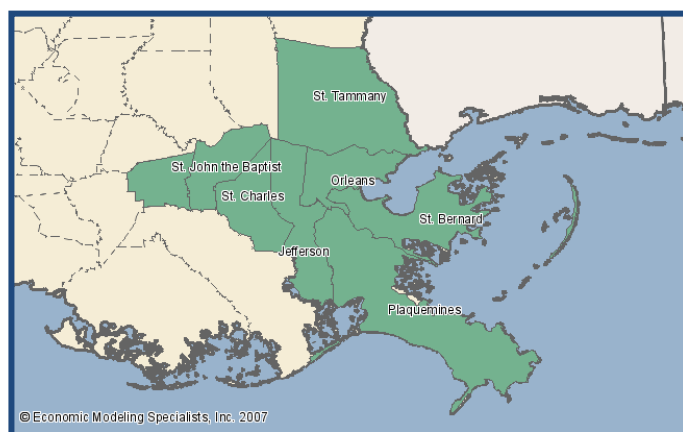 St. Tammany
St. John the Baptist
Orleans
St. Charles
St. Bernard
Jefferson
Plaquemines
© Economic Modeling Specialists, Inc. 2007